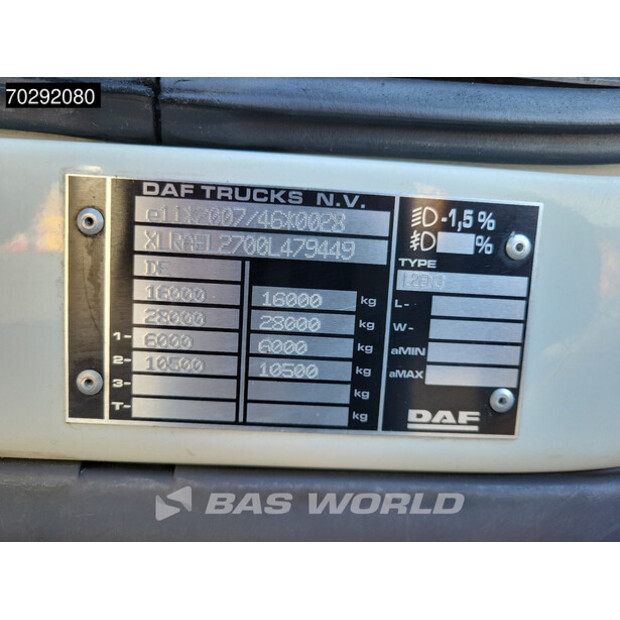 70292080
DAF TRUCKS N.V.
e11*2007/46*0028
L2700L479449
DE
16000 16000 kg
28000 28000 kg
1- 6000 6000 kg
2- 10500 10500 kg
3- kg
T- kg
-1,5 %
%
TYPE
L-
W-
aMIN
aMAX
DAF
BAS WORLD